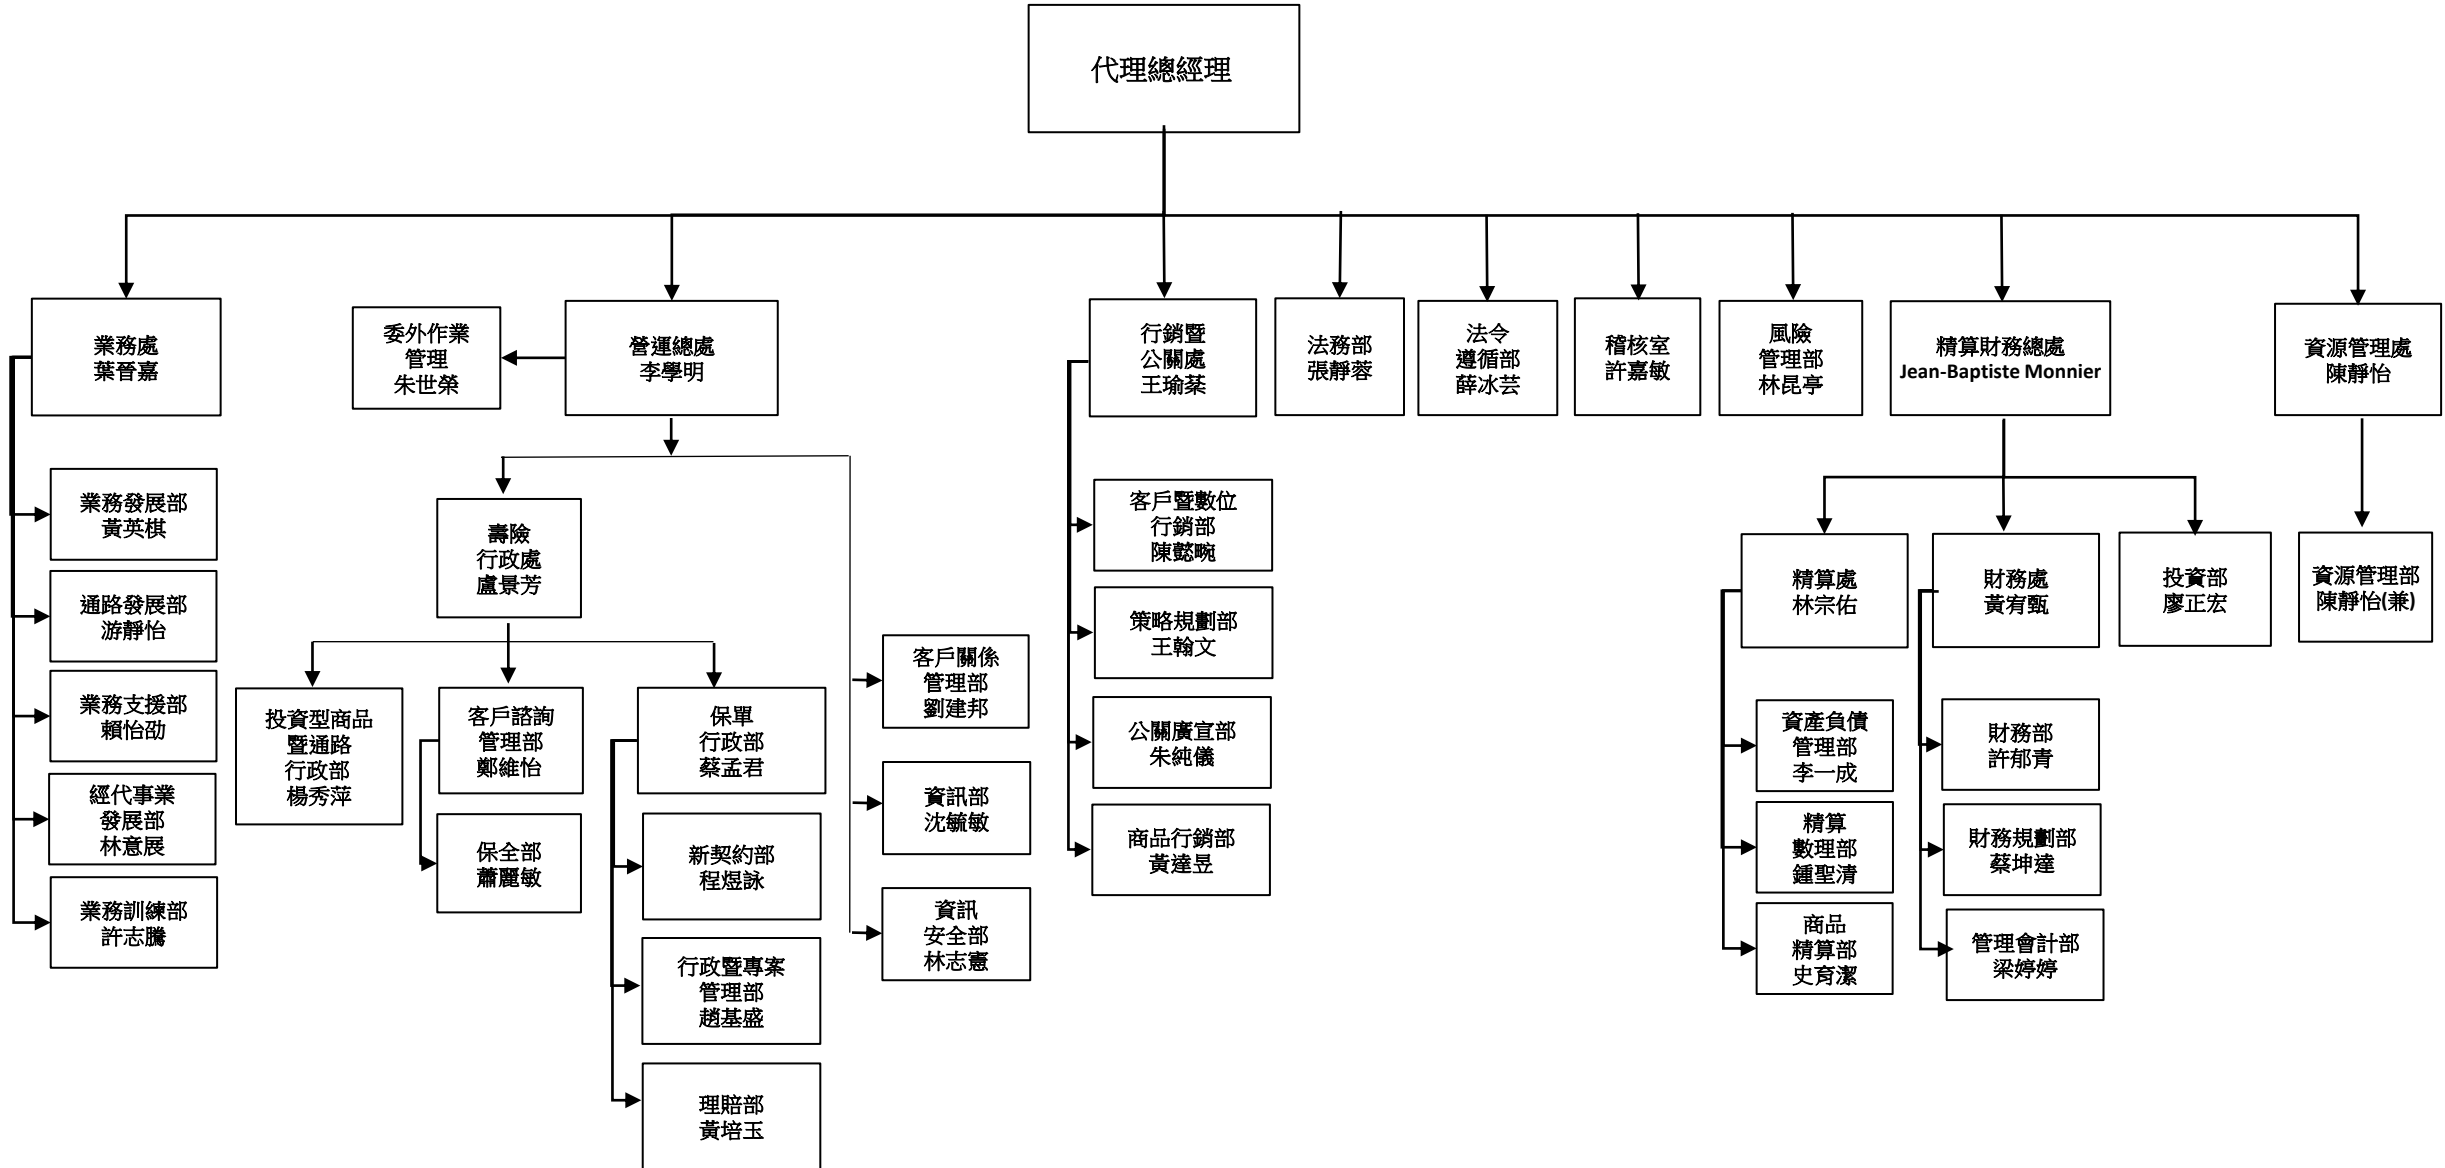 代理總經理
業務處
葉晉嘉
委外作業
管理
朱世榮
營運總處
李學明
行銷暨
公關處
王瑜棻
法務部
張靜蓉
法令
遵循部
薛冰芸
稽核室
許嘉敏
風險
管理部
林昆亭
精算財務總處
Jean-Baptiste Monnier
資源管理處
陳靜怡
業務發展部
黃英棋
通路發展部
游靜怡
業務支援部
賴怡劭
經代事業
發展部
林意展
業務訓練部
許志騰
壽險
行政處
盧景芳
投資型商品
暨通路
行政部
楊秀萍
客戶諮詢
管理部
鄭維怡
保全部
蕭麗敏
保單
行政部
蔡孟君
新契約部
程煜詠
行政暨專案
管理部
趙基盛
理賠部
黃培玉
客戶關係
管理部
劉建邦
資訊部
沈毓敏
資訊
安全部
林志憲
客戶暨數位
行銷部
陳懿晼
策略規劃部
王翰文
公關廣宣部
朱純儀
商品行銷部
黃達昱
精算處
林宗佑
資產負債
管理部
李一成
精算
數理部
鍾聖清
商品
精算部
史育潔
財務處
黃宥甄
財務部
許郁青
財務規劃部
蔡坤達
管理會計部
梁婷婷
投資部
廖正宏
資源管理部
陳靜怡(兼)